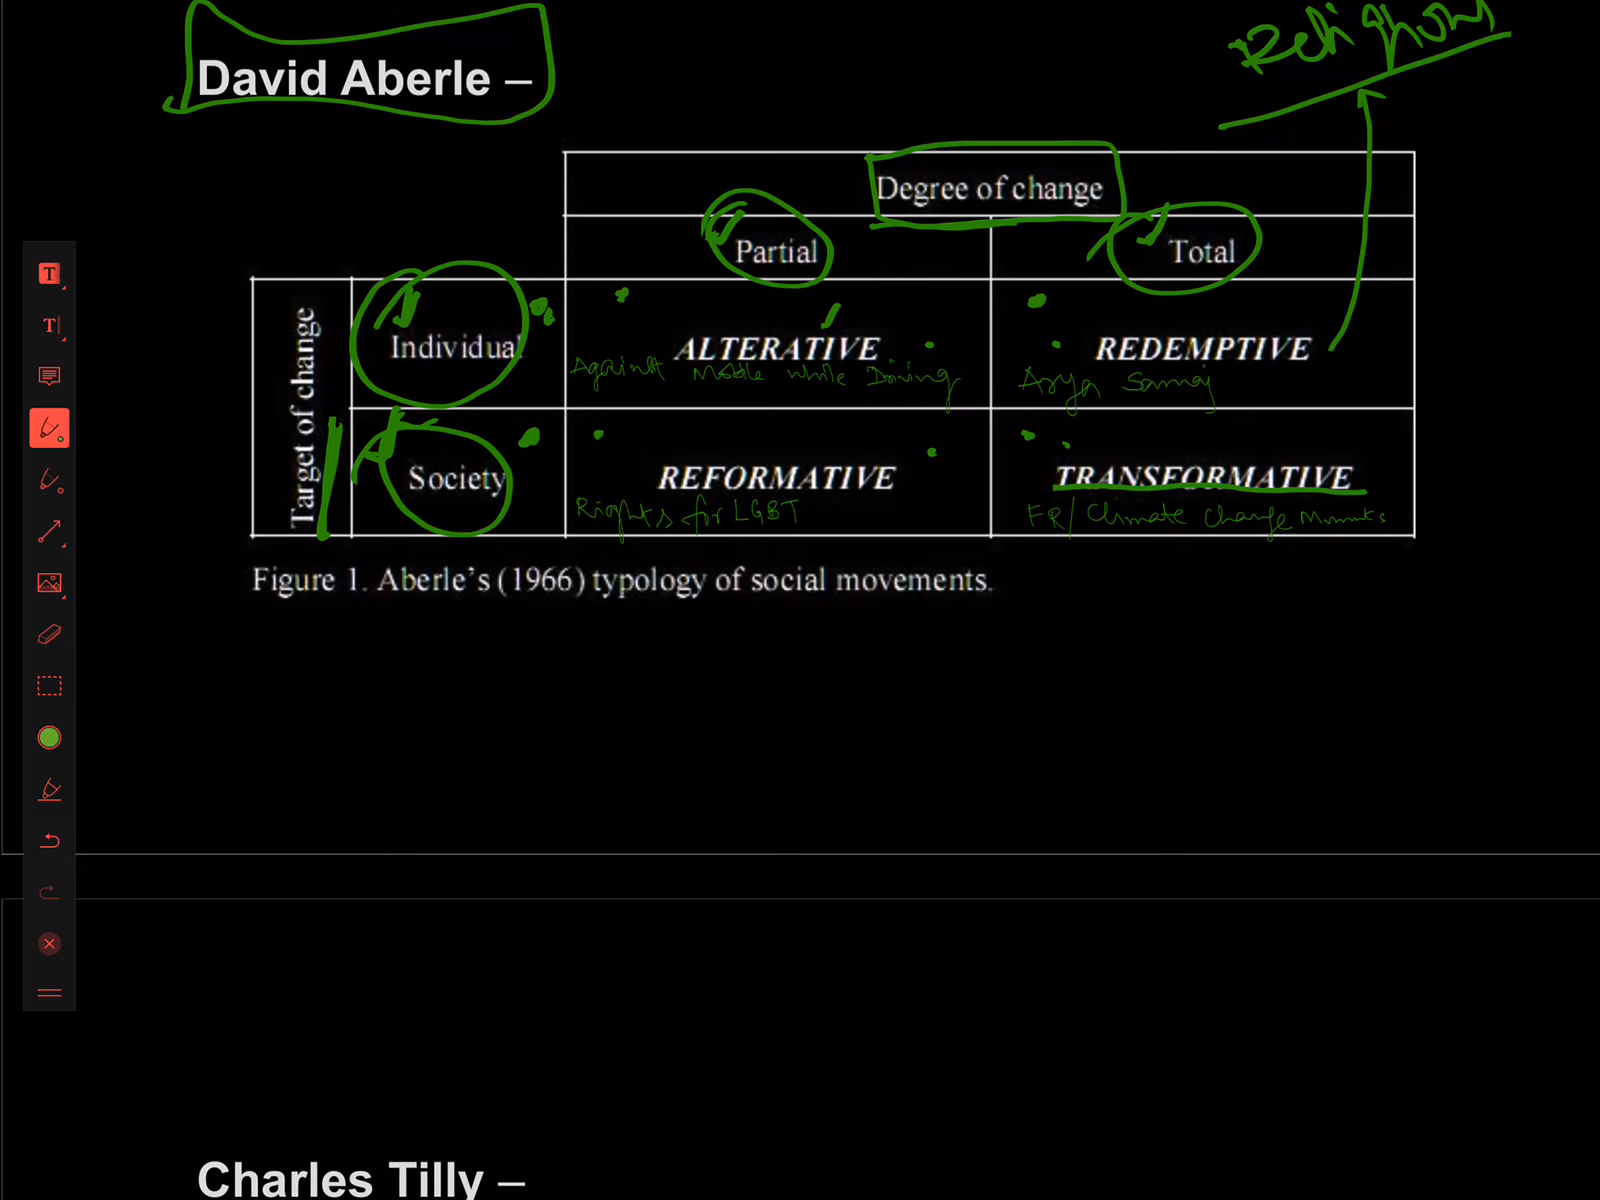 Religion
David Aberle –
Degree of change
Partial Total
Target of change
Individual ALTERATIVE REDEMPTIVE
Against Mobile while Driving Arya Samaj
Society REFORMATIVE TRANSFORMATIVE
Rights for LGBT FR/Climate Change
Figure 1. Aberle's (1966) typology of social movements.
Charles Tilly –